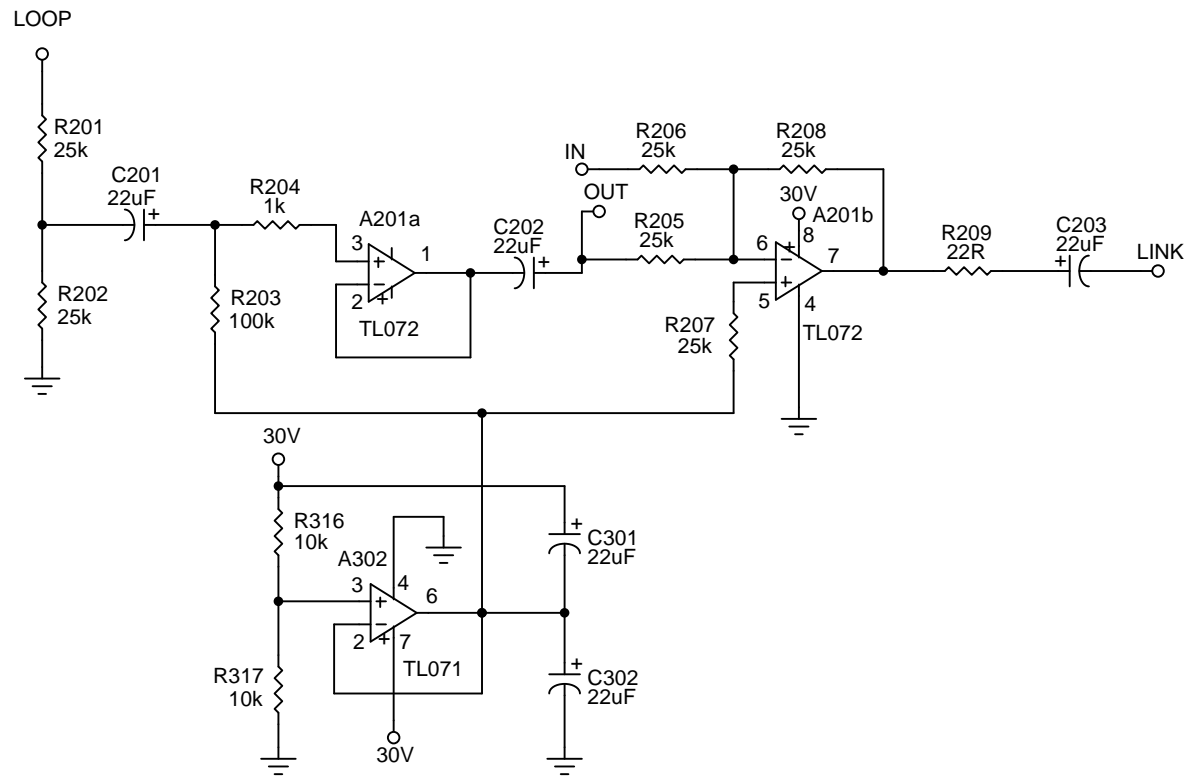 LOOP
R201
25k
C201
22uF
+
R204
1k
A201a
3
1
+
−
2
+
TL072
R202
25k
R203
100k
C202
22uF
+
IN
OUT
R206
25k
R208
25k
R205
25k
30V
A201b
8
+
6
−
7
+
5
4
TL072
R207
25k
R209
22R
C203
22uF
+
LINK
30V
R316
10k
A302
3
4
+
6
−
2
+
7
TL071
R317
10k
30V
+
C301
22uF
+
C302
22uF